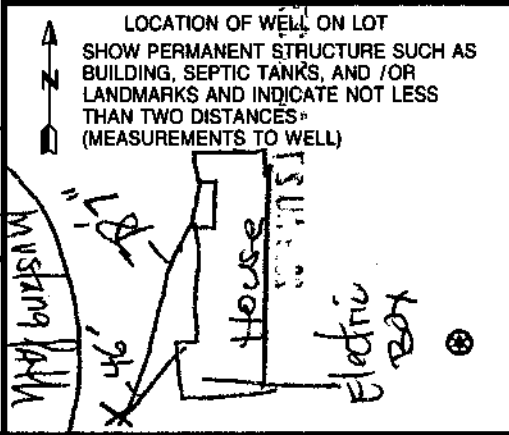 LOCATION OF WELL ON LOT
SHOW PERMANENT STRUCTURE SUCH AS
BUILDING, SEPTIC TANKS, AND / OR
LANDMARKS AND INDICATE NOT LESS
THAN TWO DISTANCES
(MEASUREMENTS TO WELL)
N
House
Mustang Path
46'
Electric
Box